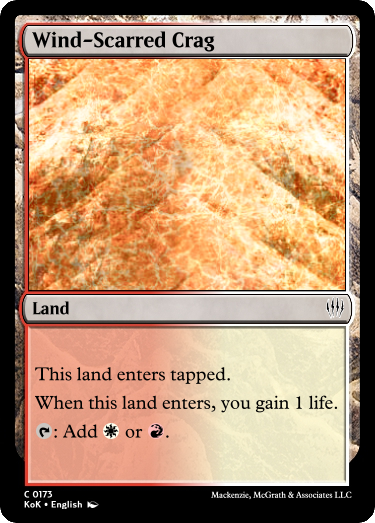 Wind-Scarred Crag
Land
This land enters tapped.
When this land enters, you gain 1 life.
: Add or .
C 0173
KoK • English
Mackenzie, McGrath & Associates LLC